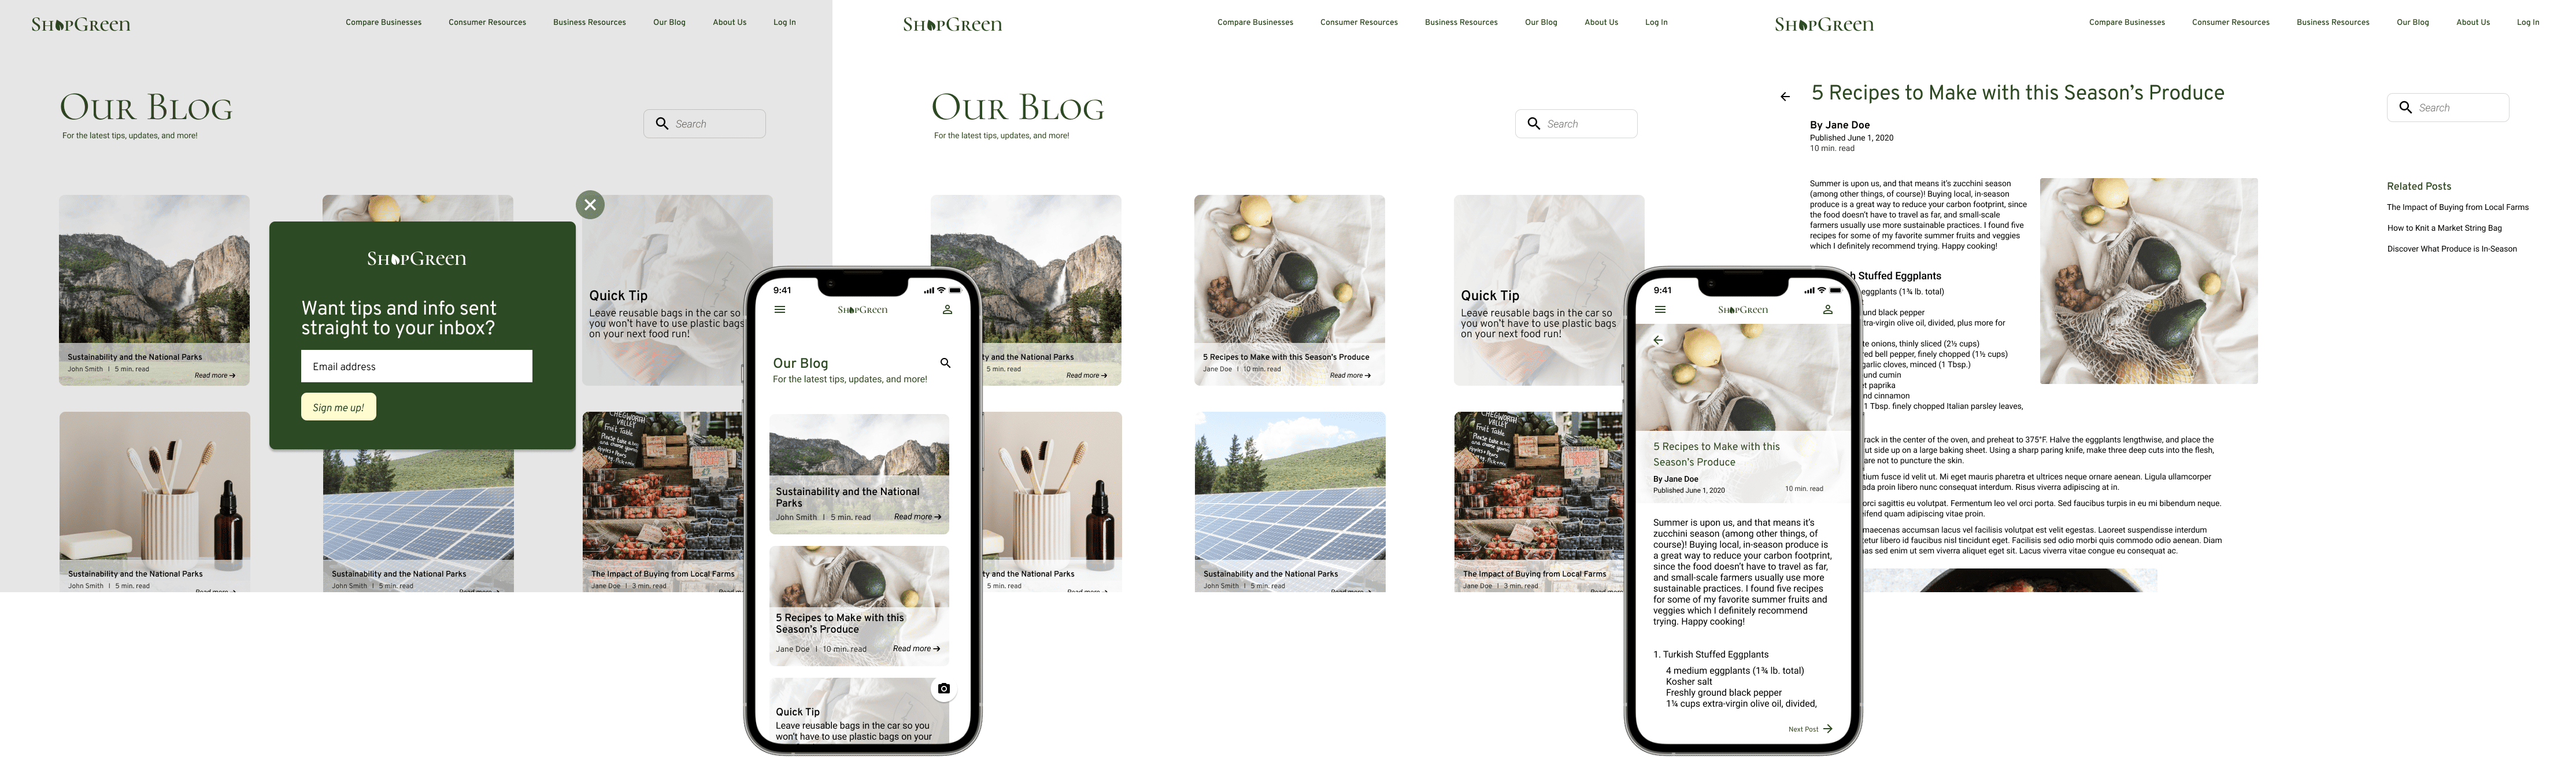 ShopGreen
Compare Businesses
Consumer Resources
Business Resources
Our Blog
About Us
Log In
Our Blog
For the latest tips, updates, and more!
Search
Sustainability and the National Parks
John Smith | 5 min. read
Read more →
ShopGreen
Want tips and info sent
straight to your inbox?
Email address
Sign me up!
Quick Tip
Leave reusable bags in the car so
you won't have to use plastic bags
on your next food run!
Sustainability and the National Parks
John Smith | 5 min. read
Sustainability and the National Parks
John Smith | 5 min. read
CHEGWORTH
VALLEY
Fruit Table
The Impact of Buying from Local Farms
Jane Doe | 3 min. read
9:41
ShopGreen
Our Blog
For the latest tips, updates, and more!
Sustainability and the National
Parks
John Smith | 5 min. read
Read more →
5 Recipes to Make with this
Season's Produce
Jane Doe | 10 min. read
Read more →
Quick Tip
Leave reusable bags in the car so you
won't have to use plastic bags on your
ShopGreen
Compare Businesses
Consumer Resources
Business Resources
Our Blog
About Us
Log In
Our Blog
For the latest tips, updates, and more!
Search
ty and the National Parks
5 min. read
Read more →
5 Recipes to Make with this Season's Produce
Jane Doe | 10 min. read
Read more →
Quick Tip
Leave reusable bags in the car so
you won't have to use plastic bags
on your next food run!
ty and the National Parks
5 min. read
Sustainability and the National Parks
John Smith | 5 min. read
CHEGWORTH
VALLEY
Fruit Table
The Impact of Buying from Local Farms
Jane Doe | 3 min. read
9:41
ShopGreen
5 Recipes to Make with this
Season's Produce
By Jane Doe
Published June 1, 2020
10 min. read
Summer is upon us, and that means it's
zucchini season (among other things, of
course)! Buying local, in-season produce is
a great way to reduce your carbon footprint,
since the food doesn't have to travel as far,
and small-scale farmers usually use more
sustainable practices. I found five recipes
for some of my favorite summer fruits and
veggies which I definitely recommend
trying. Happy cooking!
1. Turkish Stuffed Eggplants
4 medium eggplants (1¾ lb. total)
Kosher salt
Freshly ground black pepper
1¼ cups extra-virgin olive oil, divided,
Next Post →
ShopGreen
Compare Businesses
Consumer Resources
Business Resources
Our Blog
About Us
Log In
5 Recipes to Make with this Season's Produce
Search
By Jane Doe
Published June 1, 2020
10 min. read
Summer is upon us, and that means it's zucchini season
(among other things, of course)! Buying local, in-season
produce is a great way to reduce your carbon footprint, since
the food doesn't have to travel as far, and small-scale
farmers usually use more sustainable practices. I found five
recipes for some of my favorite summer fruits and veggies
which I definitely recommend trying. Happy cooking!
h Stuffed Eggplants
eggplants (1¾ lb. total)
und black pepper
tra-virgin olive oil, divided, plus more for
te onions, thinly sliced (2½ cups)
red bell pepper, finely chopped (1½ cups)
garlic cloves, minced (1 Tbsp.)
und cumin
et paprika
nd cinnamon
1 Tbsp. finely chopped Italian parsley leaves,
rack in the center of the oven, and preheat to 375°F. Halve the eggplants lengthwise, and place the
ut side up on a large baking sheet. Using a sharp paring knife, make three deep cuts into the flesh,
are not to puncture the skin.
tium fusce id velit ut. Mi eget mauris pharetra et ultrices neque ornare aenean. Ligula ullamcorper
ada proin libero nunc consequat interdum. Risus viverra adipiscing at in.
orci sagittis eu volutpat. Fermentum leo vel orci porta. Sed faucibus turpis in eu mi bibendum neque.
eifend quam adipiscing vitae proin.
maecenas accumsan lacus vel facilisis volutpat est velit egestas. Laoreet suspendisse interdum
tetur libero id faucibus nisl tincidunt eget. Facilisis sed odio morbi quis commodo odio aenean. Diam
as sed enim ut sem viverra aliquet eget sit. Lacus viverra vitae congue eu consequat ac.
Related Posts
The Impact of Buying from Local Farms
How to Knit a Market String Bag
Discover What Produce is In-Season